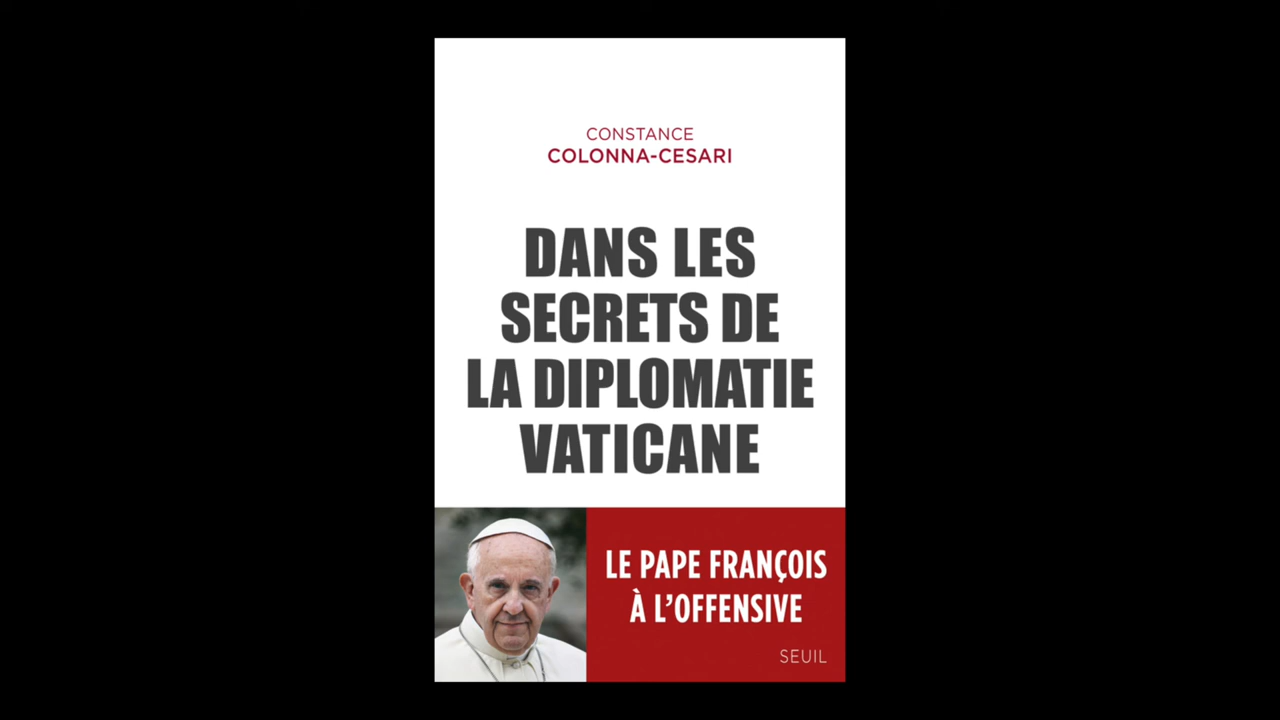 CONSTANCE
COLONNA-CESARI
DANS LES
SECRETS DE
LA DIPLOMATIE
VATICANE
LE PAPE FRANÇOIS
À L'OFFENSIVE
SEUIL